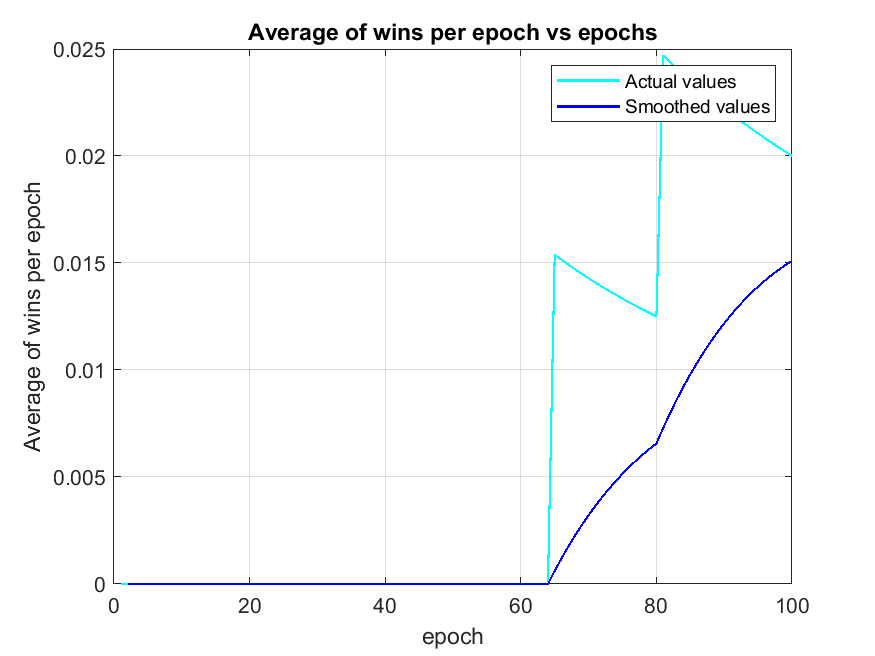 Average of wins per epoch vs epochs
Average of wins per epoch
0.025
0.02
0.015
0.01
0.005
0
Actual values
Smoothed values
0 20 40 60 80 100
epoch